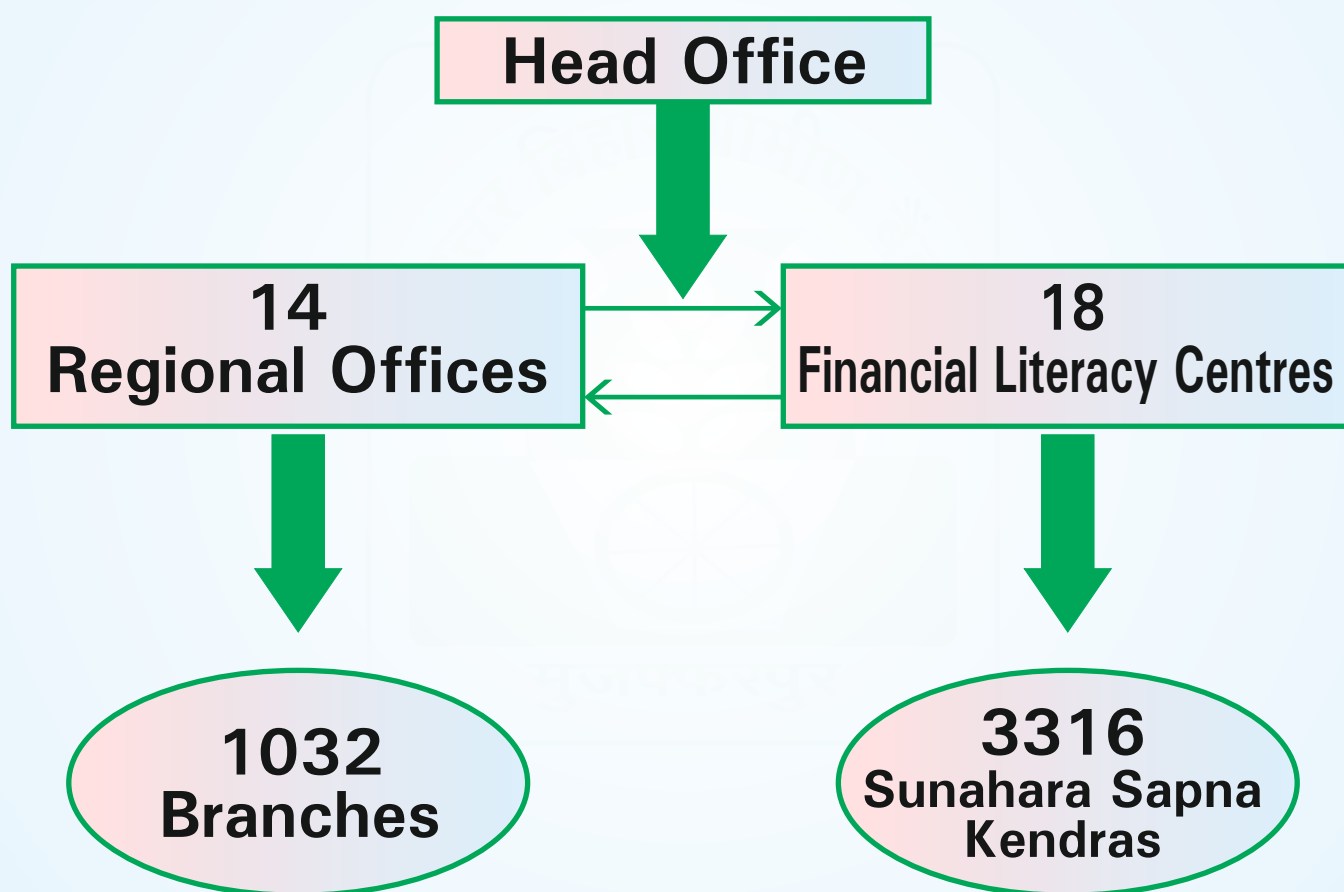 Head Office
14
Regional Offices
18
Financial Literacy Centres
1032
Branches
3316
Sunahara Sapna
Kendras